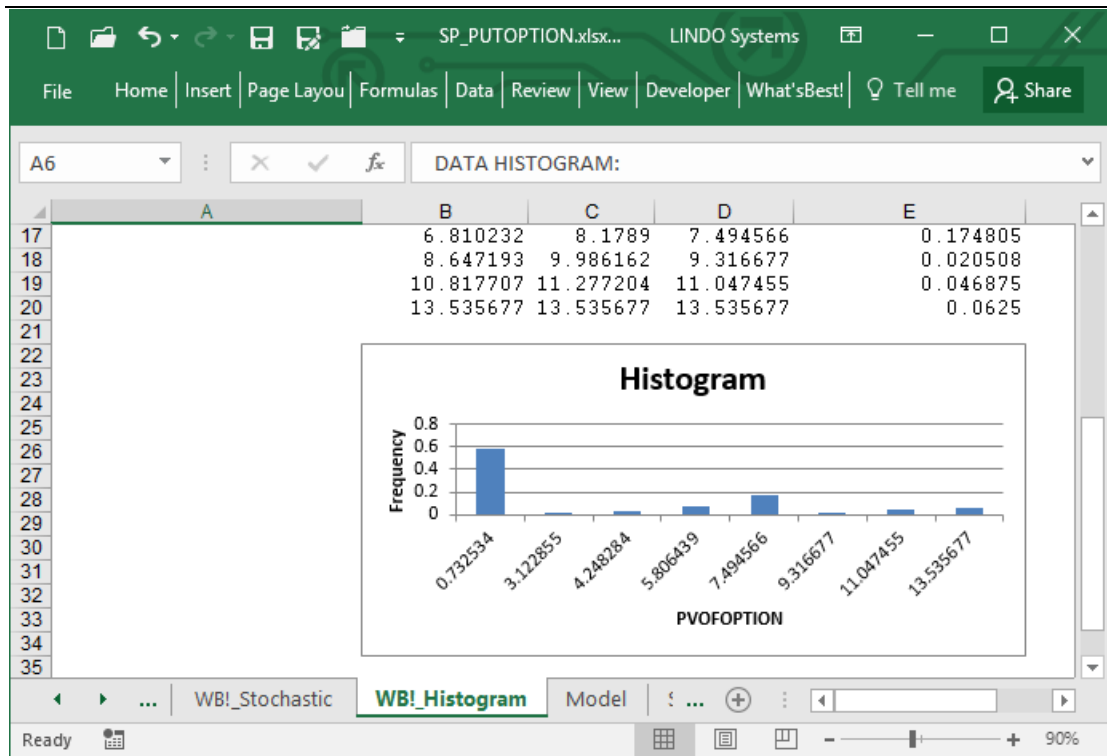 SP_PUTOPTION.xlsx... LINDO Systems
File Home Insert Page Layou Formulas Data Review View Developer What'sBest! Tell me Share
A6 fx DATA HISTOGRAM:
A B C D E
17 6.810232 8.1789 7.494566 0.174805
18 8.647193 9.986162 9.316677 0.020508
19 10.817707 11.277204 11.047455 0.046875
20 13.535677 13.535677 13.535677 0.0625
21
22
23
24
25
26
27
28
29
30
31
32
33
34
35
Histogram
Frequency
0.8
0.6
0.4
0.2
0
0.732534 3.122855 4.248284 5.806439 7.494566 9.316677 11.047455 13.535677
PVOFOPTION
... WB!_Stochastic WB!_Histogram Model ...
Ready 90%